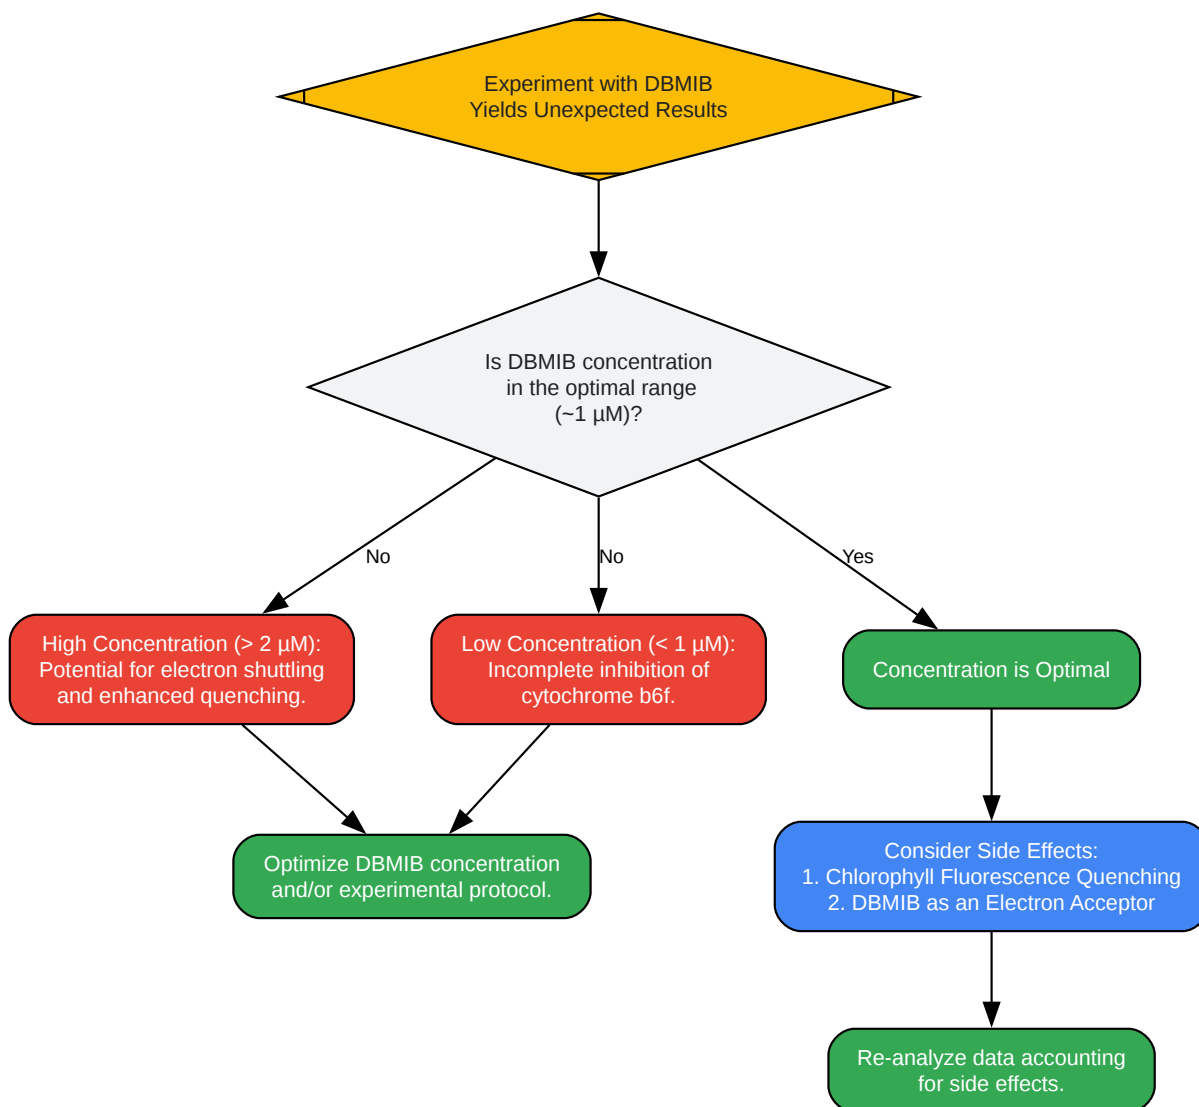 Experiment with DBMIB
Yields Unexpected Results
Is DBMIB concentration
in the optimal range
(~1 µM)?
No
No
Yes
High Concentration (> 2 µM):
Potential for electron shuttling
and enhanced quenching.
Low Concentration (< 1 µM):
Incomplete inhibition of
cytochrome b6f.
Concentration is Optimal
Optimize DBMIB concentration
and/or experimental protocol.
Consider Side Effects:
1. Chlorophyll Fluorescence Quenching
2. DBMIB as an Electron Acceptor
Re-analyze data accounting
for side effects.